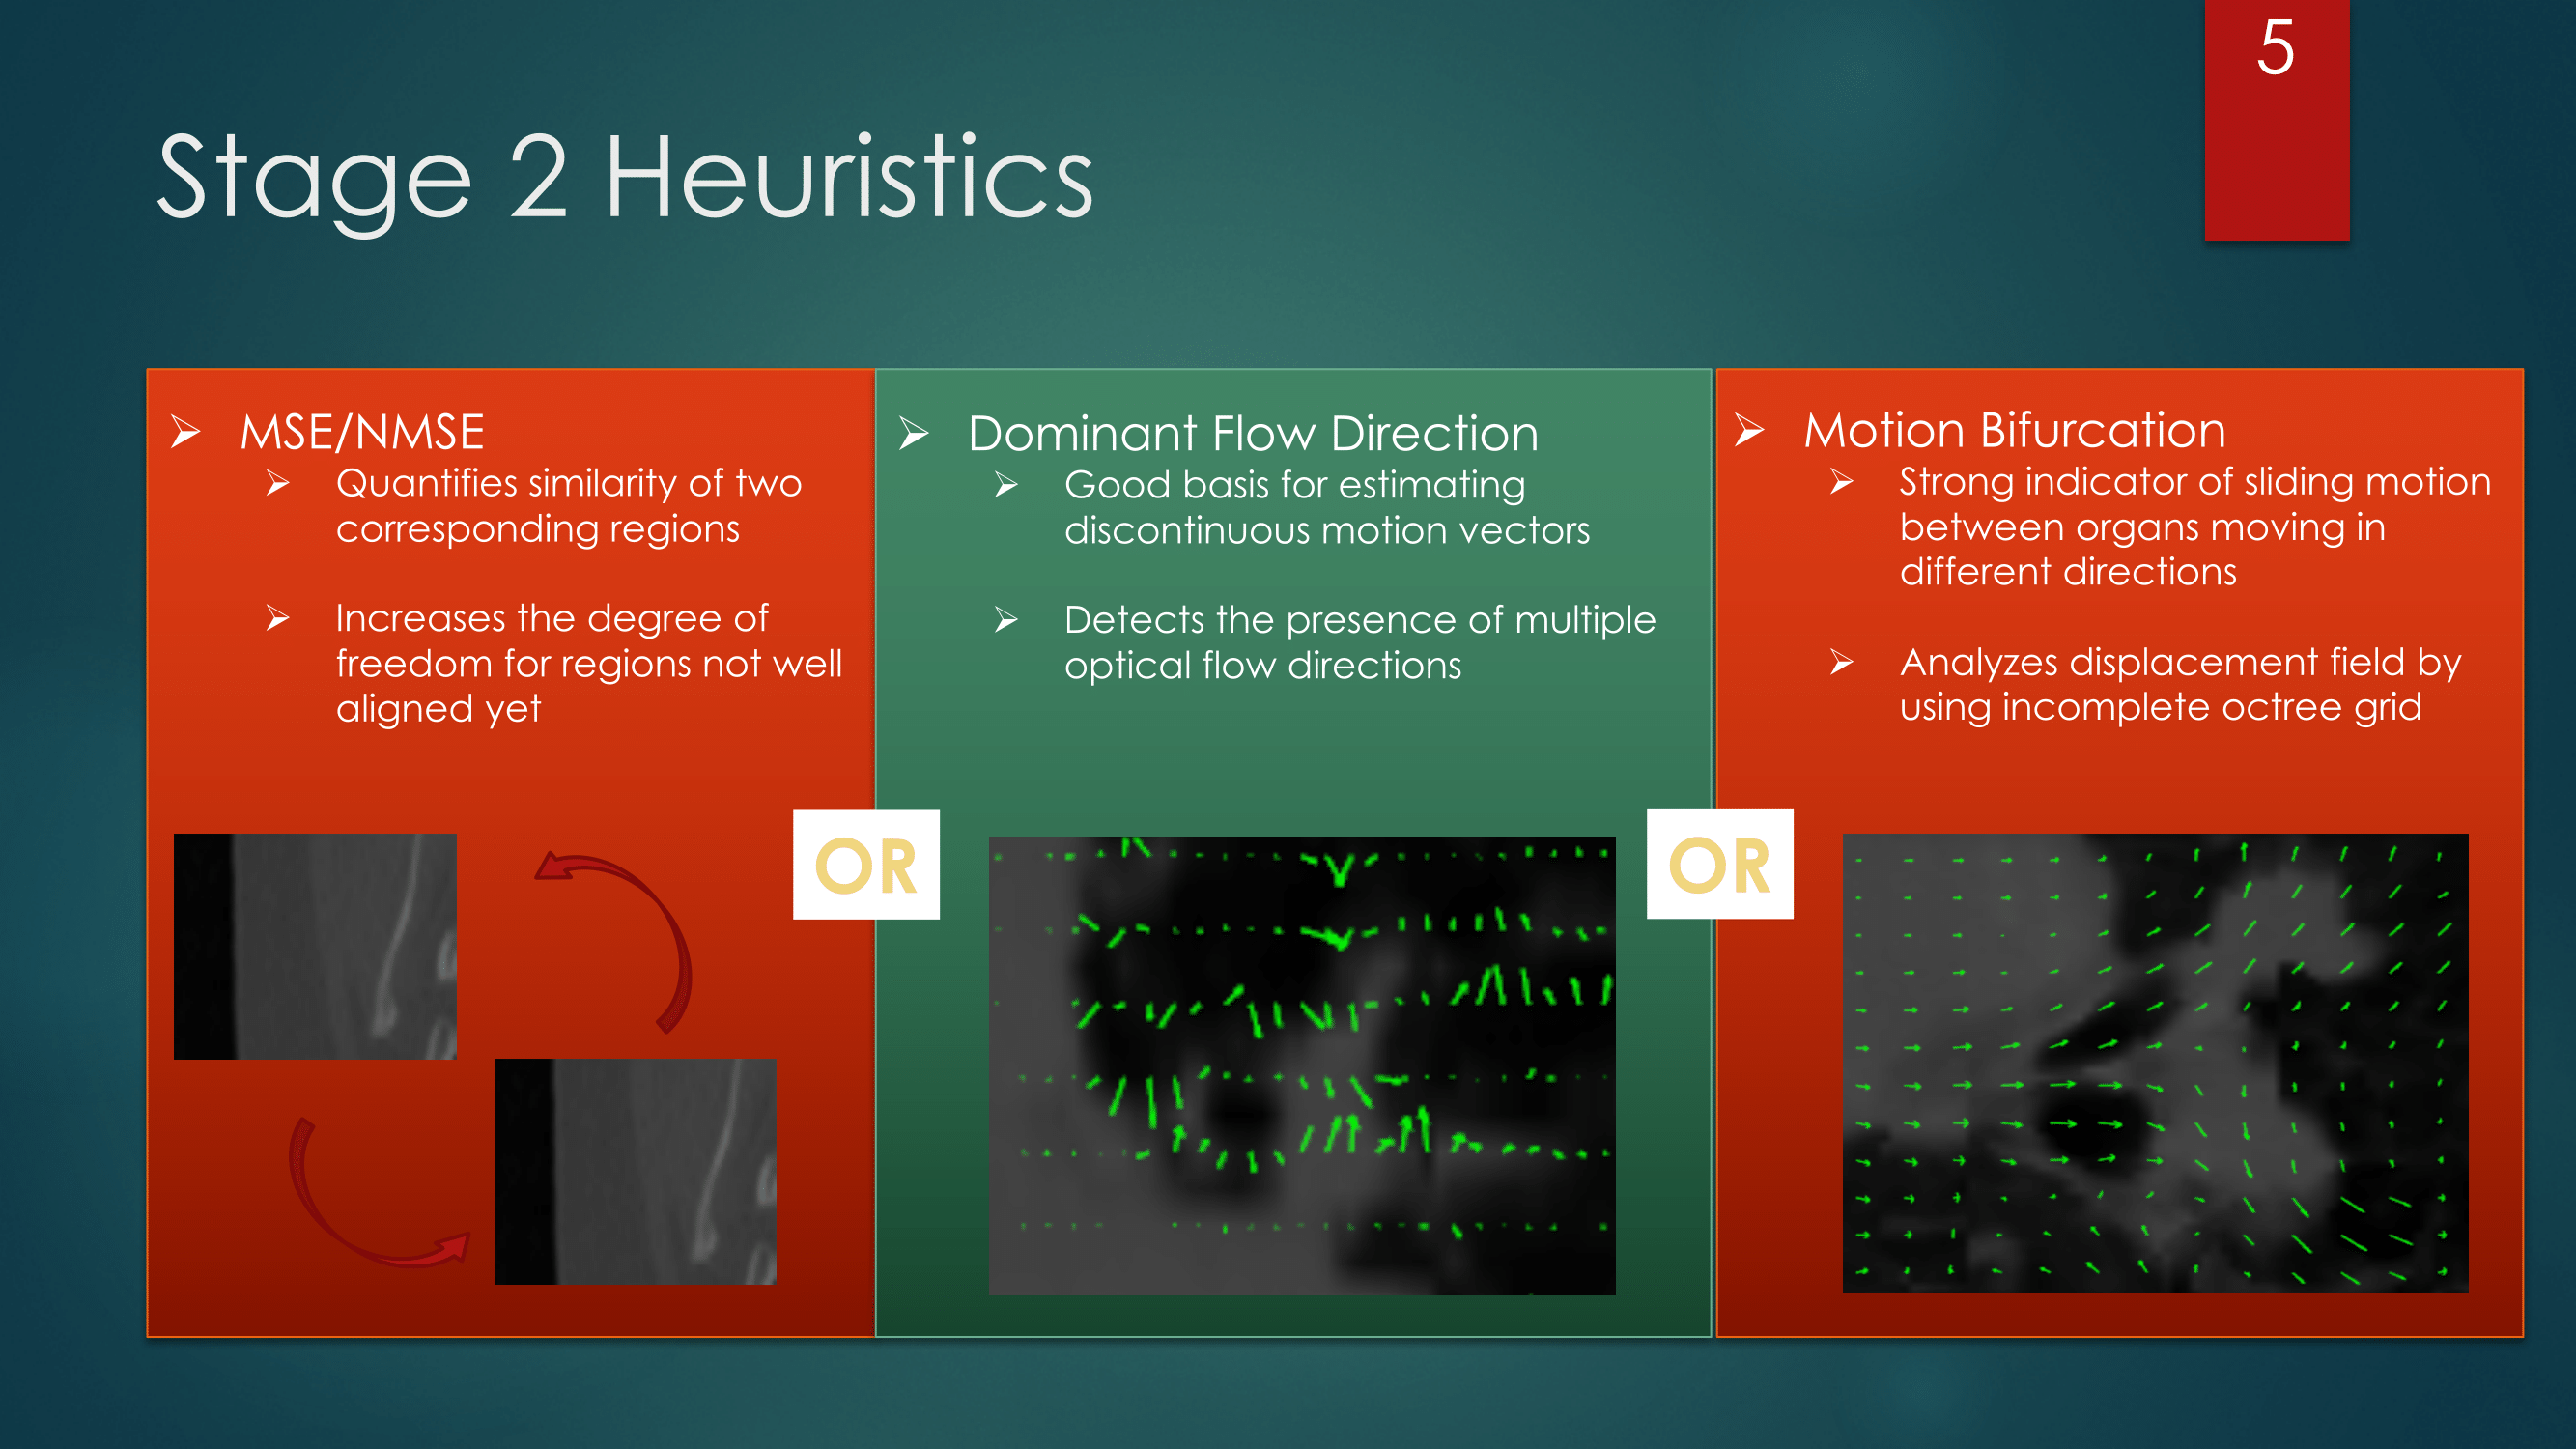 5
Stage 2 Heuristics
MSE/NMSE
Quantifies similarity of two
corresponding regions
Increases the degree of
freedom for regions not well
aligned yet
OR
Dominant Flow Direction
Good basis for estimating
discontinuous motion vectors
Detects the presence of multiple
optical flow directions
OR
Motion Bifurcation
Strong indicator of sliding motion
between organs moving in
different directions
Analyzes displacement field by
using incomplete octree grid